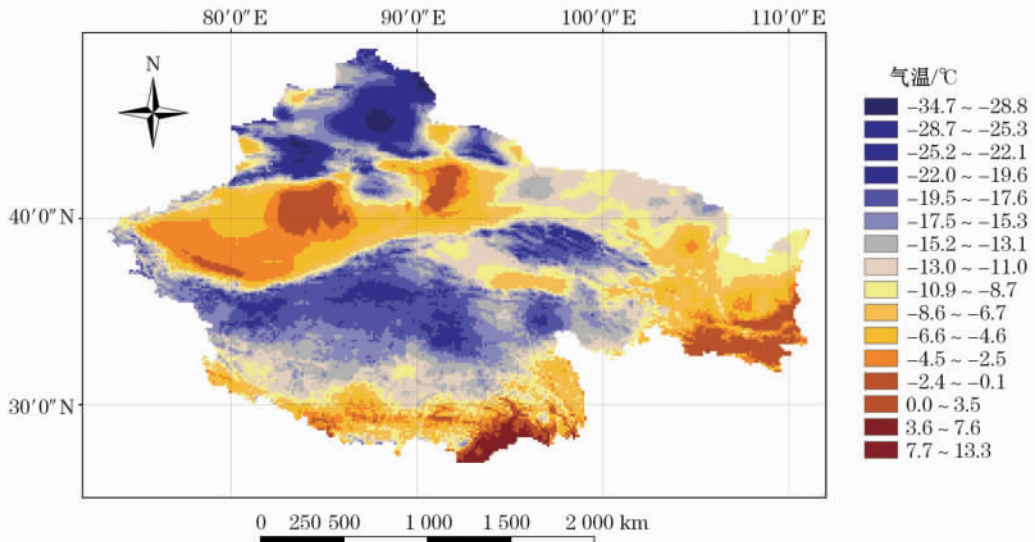 80′0″E 90′0″E 100′0″E 110′0″E
N
气温/℃
−34.7 ~ −28.8
−28.7 ~ −25.3
−25.2 ~ −22.1
−22.0 ~ −19.6
−19.5 ~ −17.6
−17.5 ~ −15.3
−15.2 ~ −13.1
−13.0 ~ −11.0
−10.9 ~ −8.7
−8.6 ~ −6.7
−6.6 ~ −4.6
−4.5 ~ −2.5
−2.4 ~ −0.1
0.0 ~ 3.5
3.6 ~ 7.6
7.7 ~ 13.3
40′0″N
30′0″N
0 250 500 1 000 1 500 2 000 km